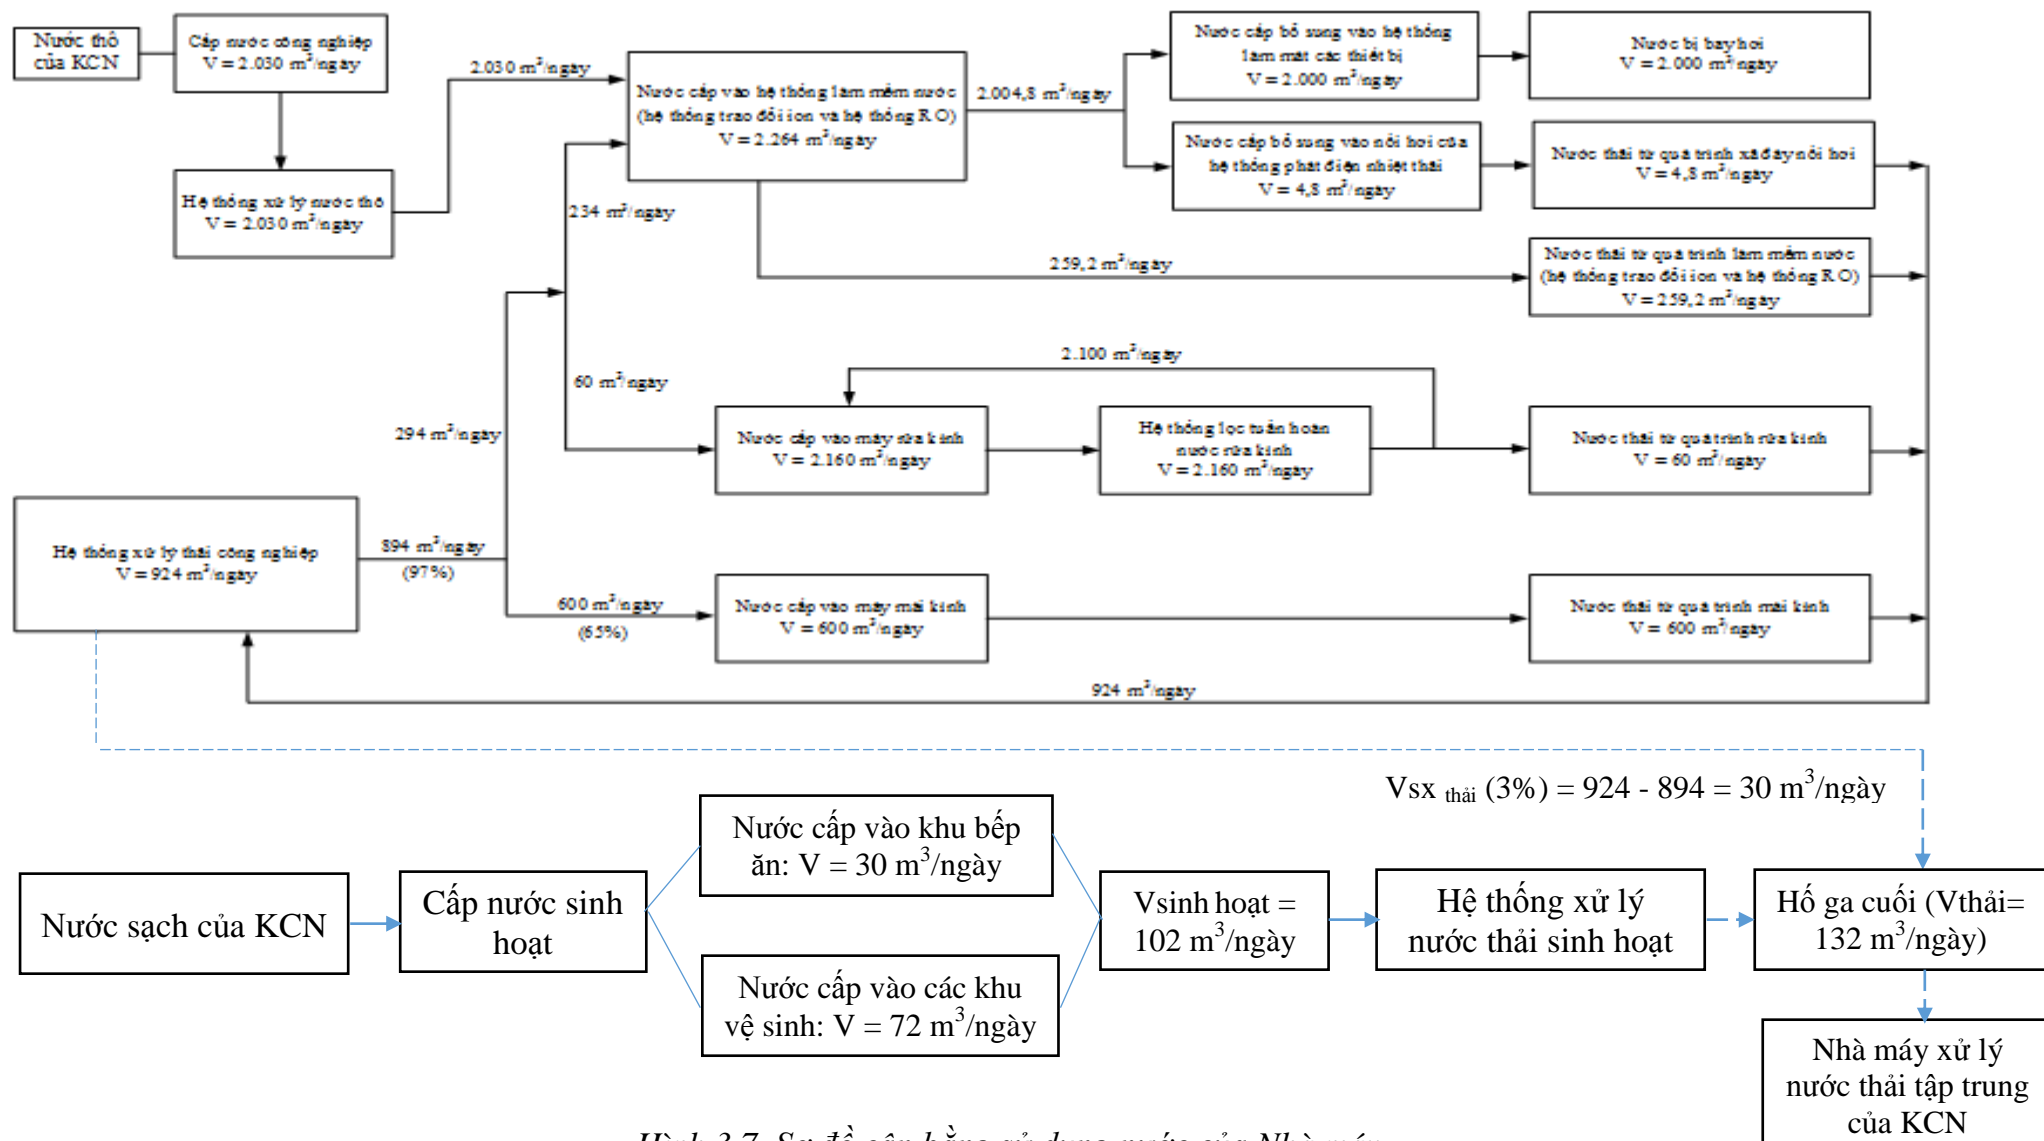 Nước thô
của KCN
Cấp nước công nghiệp
V = 2.030 m³/ngày
Hệ thống xử lý nước thô
V = 2.030 m³/ngày
2.030 m³/ngày
Nước cấp vào hệ thống làm mềm nước
(hệ thống trao đổi ion và hệ thống RO)
V = 2.264 m³/ngày
2.004,8 m³/ngày
Nước cấp bổ sung vào hệ thống
làm mát các thiết bị
V = 2.000 m³/ngày
Nước bị bay hơi
V = 2.000 m³/ngày
Nước cấp bổ sung vào nồi hơi của
hệ thống phát điện nhiệt thải
V = 4,8 m³/ngày
Nước thải từ quá trình xả đáy nồi hơi
V = 4,8 m³/ngày
234 m³/ngày
259,2 m³/ngày
Nước thải từ quá trình làm mềm nước
(hệ thống trao đổi ion và hệ thống RO)
V = 259,2 m³/ngày
2.100 m³/ngày
60 m³/ngày
294 m³/ngày
Nước cấp vào máy rửa kính
V = 2.160 m³/ngày
Hệ thống lọc tuần hoàn
nước rửa kính
V = 2.160 m³/ngày
Nước thải từ quá trình rửa kính
V = 60 m³/ngày
Hệ thống xử lý thải công nghiệp
V = 924 m³/ngày
894 m³/ngày
(97%)
600 m³/ngày
(65%)
Nước cấp vào máy mài kính
V = 600 m³/ngày
Nước thải từ quá trình mài kính
V = 600 m³/ngày
924 m³/ngày
Vsx thải (3%) = 924 - 894 = 30 m³/ngày
Nước sạch của KCN
Cấp nước sinh
hoạt
Nước cấp vào khu bếp
ăn: V = 30 m³/ngày
Nước cấp vào các khu
vệ sinh: V = 72 m³/ngày
Vsinh hoạt =
102 m³/ngày
Hệ thống xử lý
nước thải sinh hoạt
Hố ga cuối (Vthải=
132 m³/ngày)
Nhà máy xử lý
nước thải tập trung
của KCN
Hình 3.7. Sơ đồ cân bằng sử dụng nước của Nhà máy